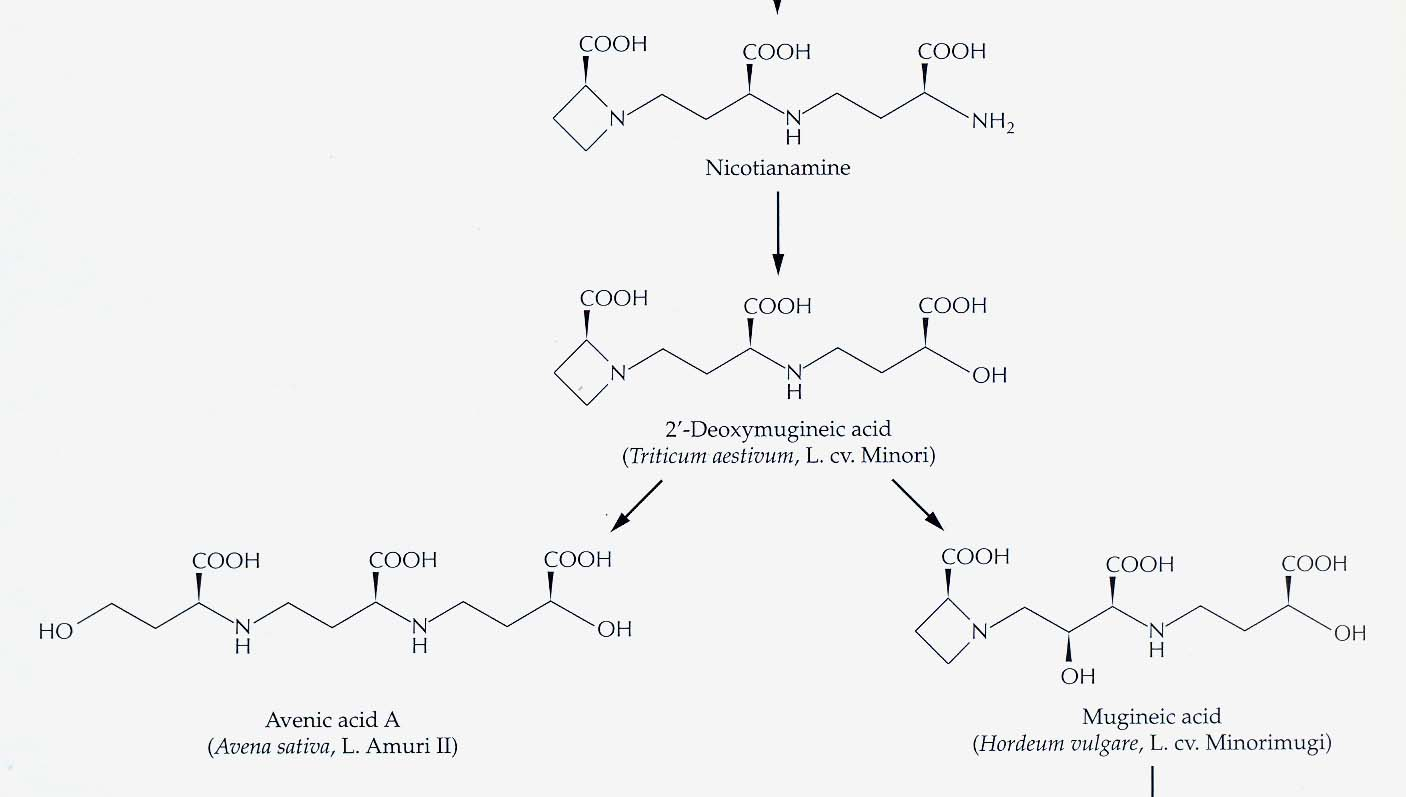 COOH COOH COOH
N N
H NH2
Nicotianamine
COOH COOH COOH
N N
H OH
2′-Deoxymugineic acid
(Triticum aestivum, L. cv. Minori)
COOH COOH COOH
HO N
H N
H OH
Avenic acid A
(Avena sativa, L. Amuri II)
COOH COOH COOH
N OH N
H OH
Mugineic acid
(Hordeum vulgare, L. cv. Minorimugi)